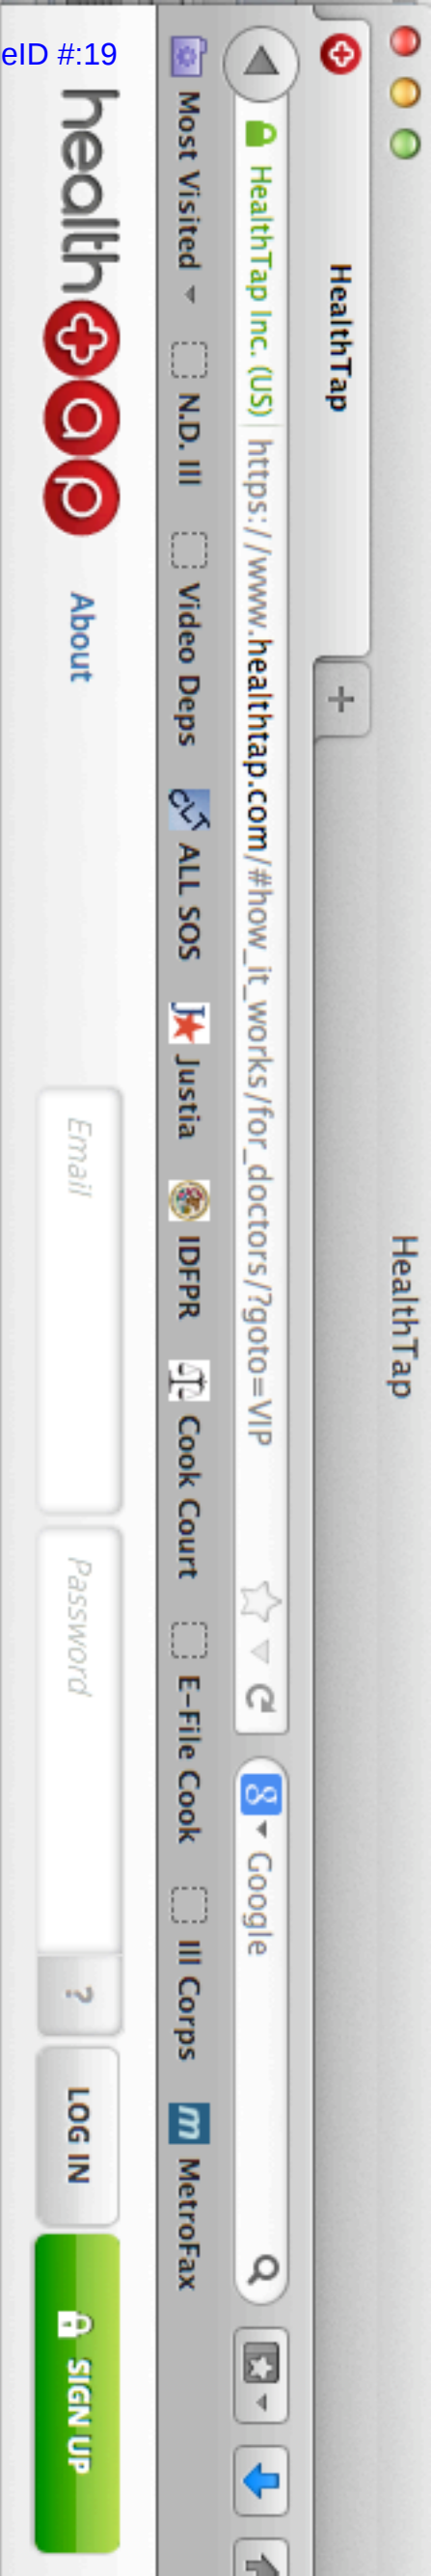 eID #:19
HealthTap
HealthTap
HealthTap Inc. (US) https://www.healthtap.com/#how_it_works/for_doctors/?goto=VIP Google
Most Visited N.D. Ill Video Deps CLT ALL SOS Justia IDFPR Cook Court E-File Cook Ill Corps m MetroFax
healthtap About Email Password ? LOG IN SIGN UP